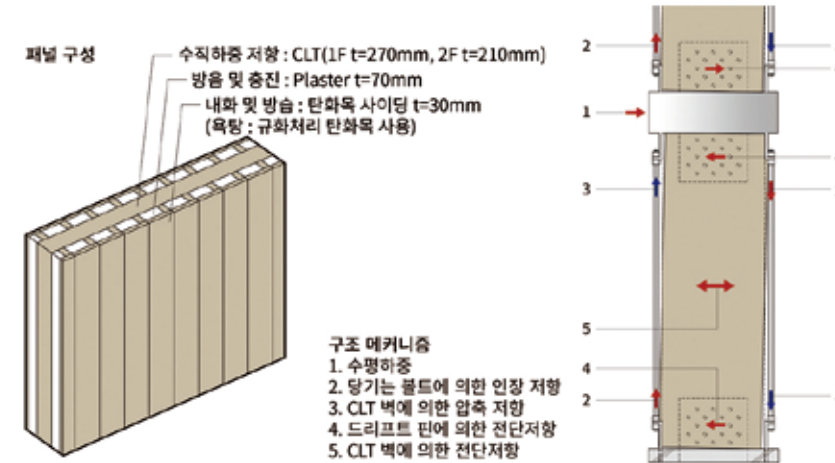 패널 구성
수직하중 저항 : CLT(1F t=270mm, 2F t=210mm)
방음 및 충진 : Plaster t=70mm
내화 및 방습 : 탄화목 사이딩 t=30mm
(욕탕 : 규화처리 탄화목 사용)
2
1
3
5
4
2
구조 메커니즘
1. 수평하중
2. 당기는 볼트에 의한 인장 저항
3. CLT 벽에 의한 압축 저항
4. 드리프트 핀에 의한 전단저항
5. CLT 벽에 의한 전단저항